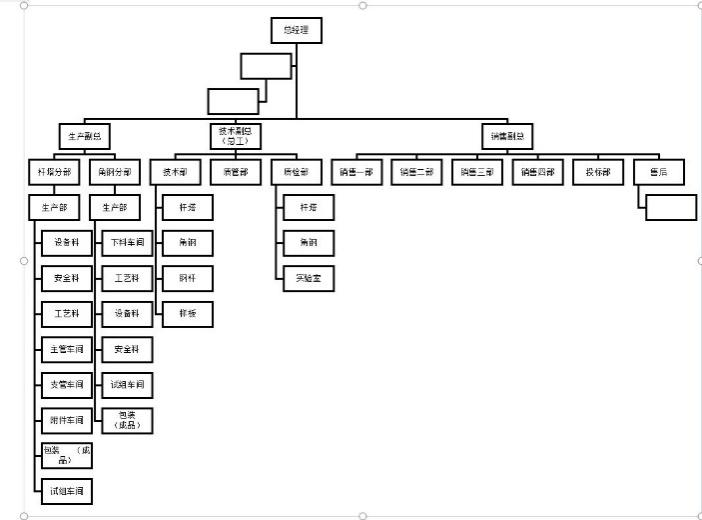 总经理
生产副总
技术副总
（总工）
销售副总
杆塔分部
角钢分部
技术部
质管部
质检部
销售一部
销售二部
销售三部
销售四部
投标部
售后
生产部
生产部
杆塔
杆塔
设备科
下料车间
角钢
角钢
安全科
工艺科
钢杆
实验室
工艺科
设备科
样板
主管车间
安全科
支管车间
试组车间
附件车间
包装
（成品）
包装 （成
品）
试组车间